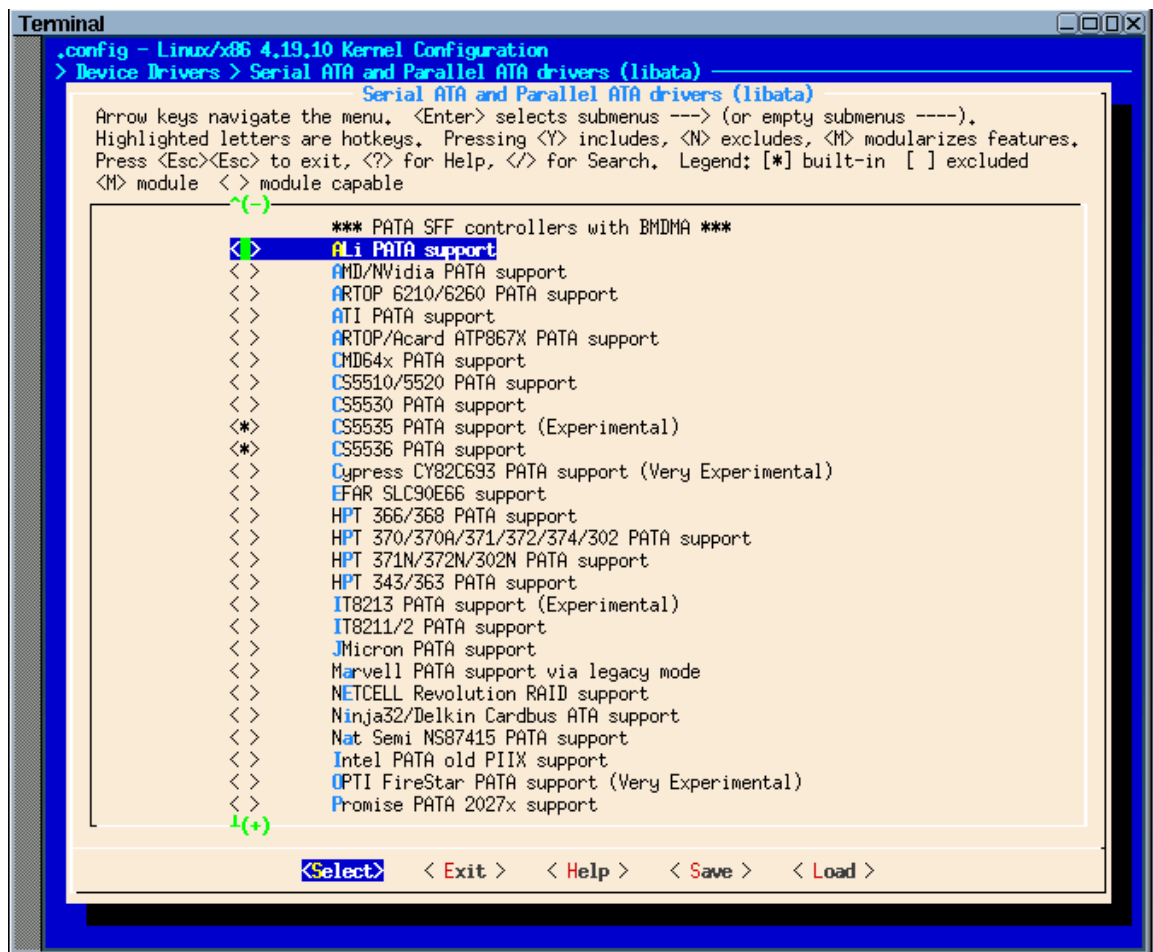 Terminal
.config - Linux/x86 4.19.10 Kernel Configuration
> Device Drivers > Serial ATA and Parallel ATA drivers (libata)
Serial ATA and Parallel ATA drivers (libata)
Arrow keys navigate the menu. <Enter> selects submenus ---> (or empty submenus ----).
Highlighted letters are hotkeys. Pressing <Y> includes, <N> excludes, <M> modularizes features.
Press <Esc><Esc> to exit, <?> for Help, </> for Search. Legend: [*] built-in [ ] excluded
<M> module < > module capable
^(-)
*** PATA SFF controllers with BMDMA ***
< > ALi PATA support
< > AMD/NVidia PATA support
< > ARTOP 6210/6260 PATA support
< > ATI PATA support
< > ARTOP/Acard ATP867X PATA support
< > CMD64x PATA support
< > CS5510/5520 PATA support
< > CS5530 PATA support
<*> CS5535 PATA support (Experimental)
<*> CS5536 PATA support
< > Cypress CY82C693 PATA support (Very Experimental)
< > EFAR SLC90E66 support
< > HPT 366/368 PATA support
< > HPT 370/370A/371/372/374/302 PATA support
< > HPT 371N/372N/302N PATA support
< > HPT 343/363 PATA support
< > IT8213 PATA support (Experimental)
< > IT8211/2 PATA support
< > JMicron PATA support
< > Marvell PATA support via legacy mode
< > NETCELL Revolution RAID support
< > Ninja32/Delkin Cardbus ATA support
< > Nat Semi NS87415 PATA support
< > Intel PATA old PIIX support
< > OPTI FireStar PATA support (Very Experimental)
< > Promise PATA 2027x support
┴(+)
<Select> < Exit > < Help > < Save > < Load >